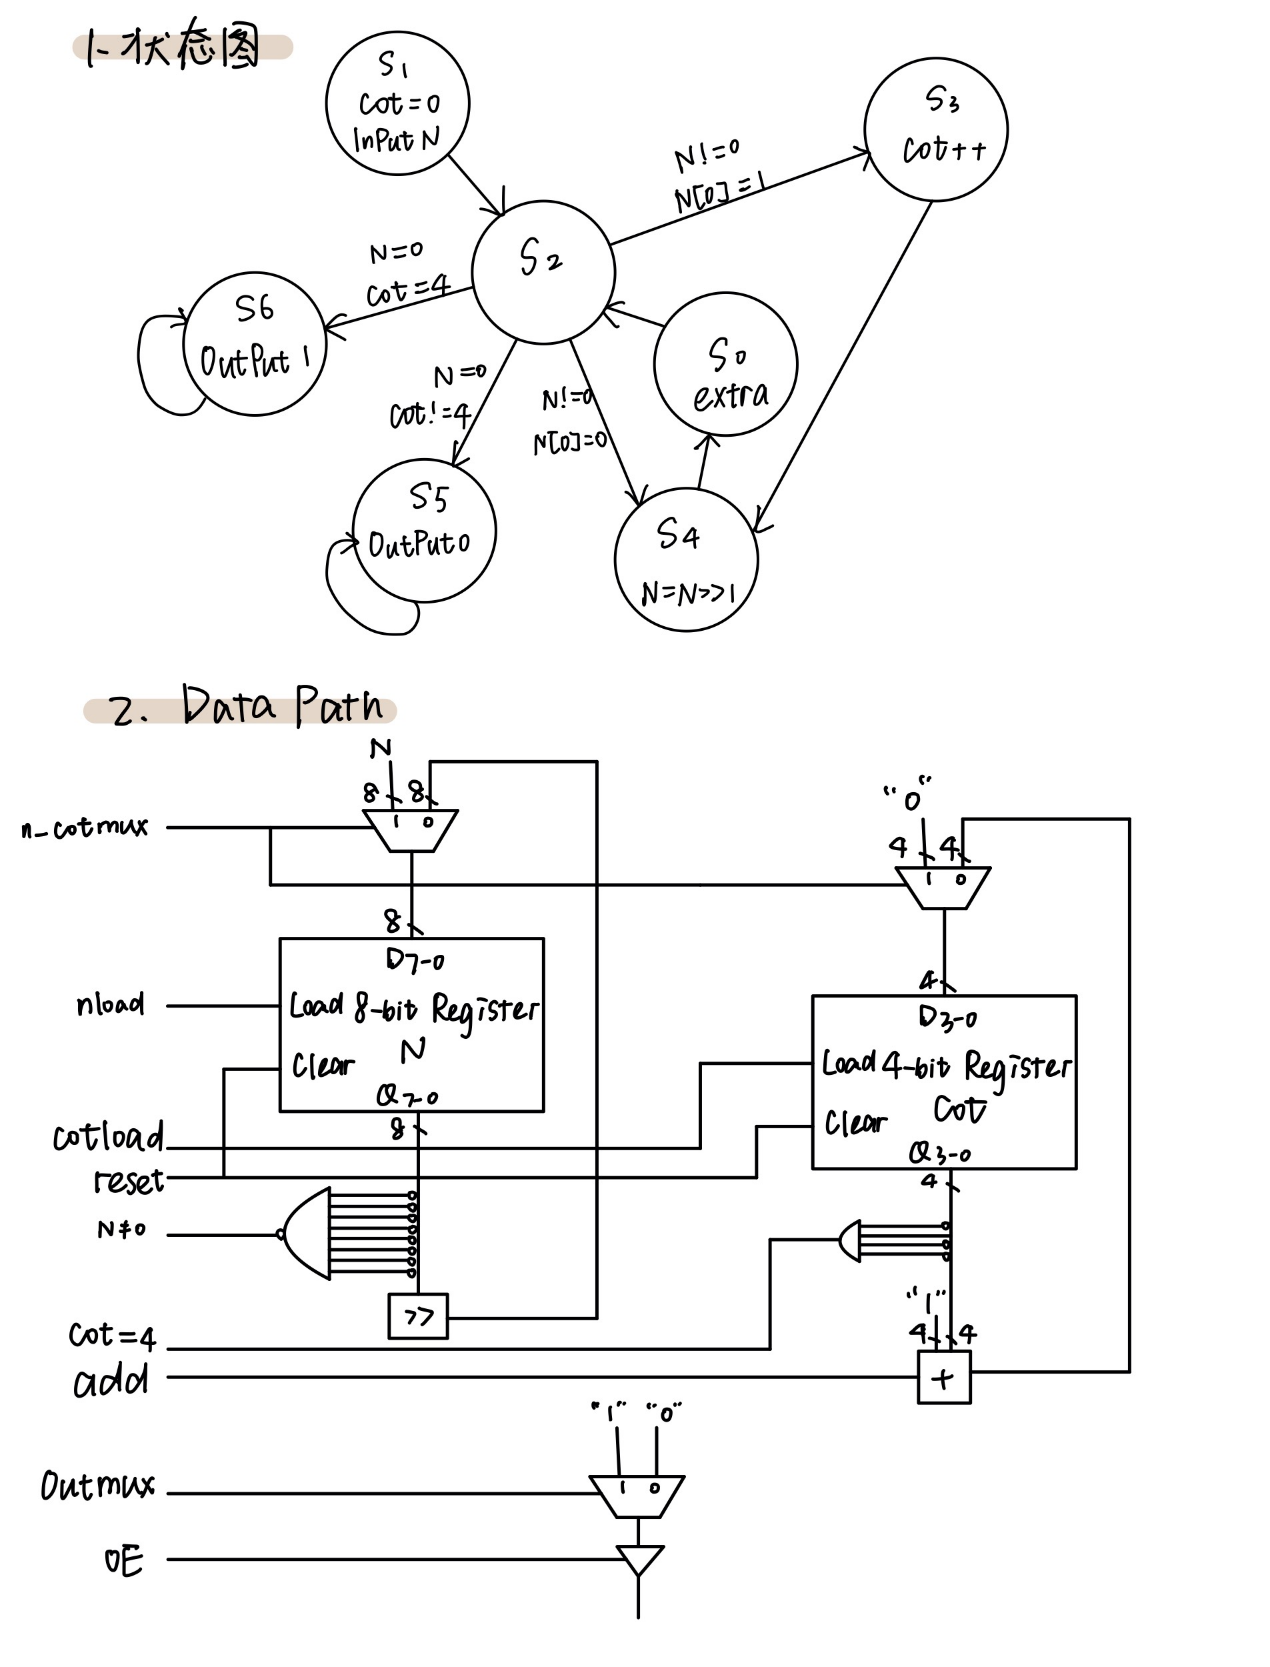 1-状态图
S1
Cot=0
InPut N
S3
Cot++
N!=0
N[0]=1
S2
N=0
Cot=4
S6
OutPut 1
S0
extra
N=0
Cot!=4
N!=0
N[0]=0
S5
OutPut0
S4
N=N>>1
2. Data Path
N
8 8
"0"
n_cotmux
1 0
4 4
1 0
8
D7-0
4
nload
Load 8-bit Register
D3-0
Clear N
Load 4-bit Register
Q7-0
Clear Cot
8
cotload
Q3-0
reset
4
N≠0
"1"
>>
Cot=4
4 4
add
+
"1" "0"
Outmux
1 0
OE